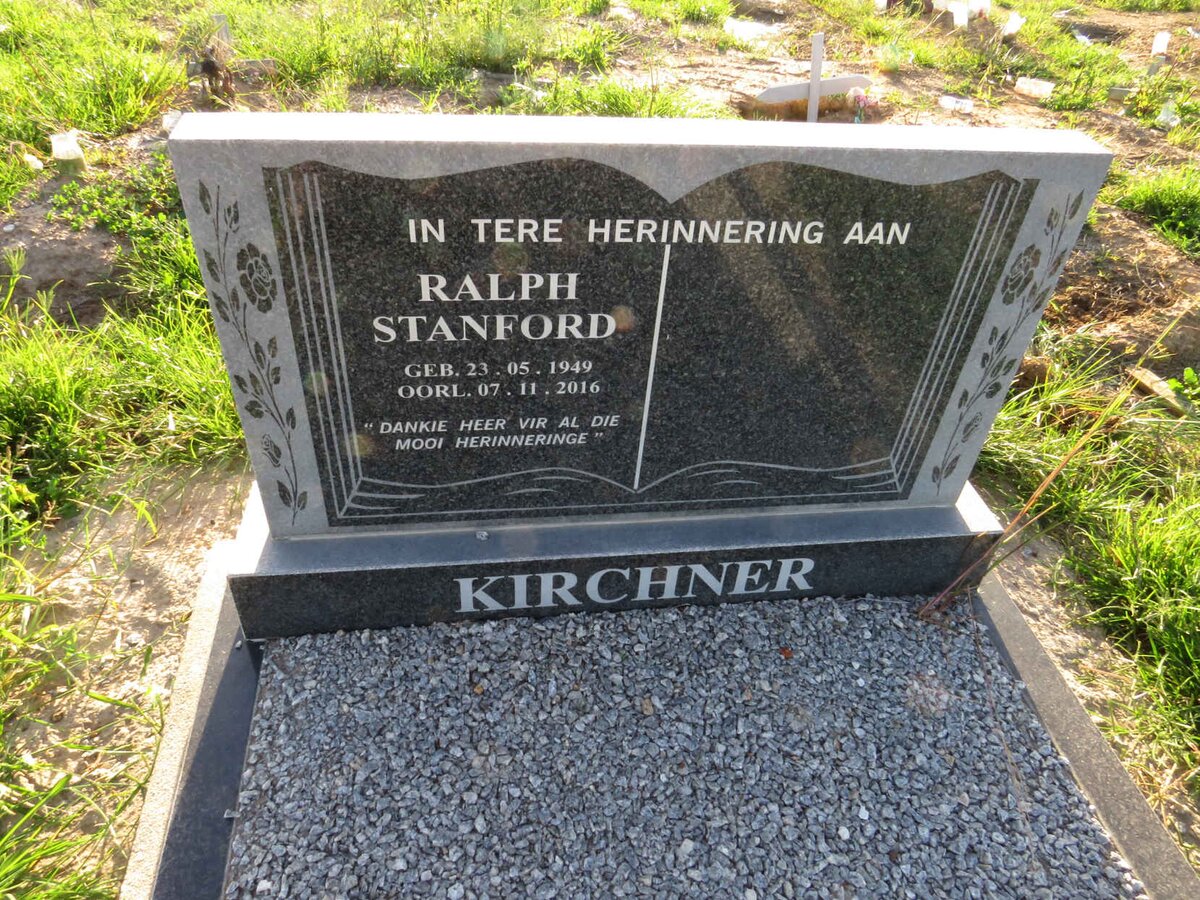 IN TERE HERINNERING AAN
RALPH
STANFORD
GEB. 23 . 05 . 1949
OORL. 07 . 11 . 2016
" DANKIE HEER VIR AL DIE
MOOI HERINNERINGE "
KIRCHNER